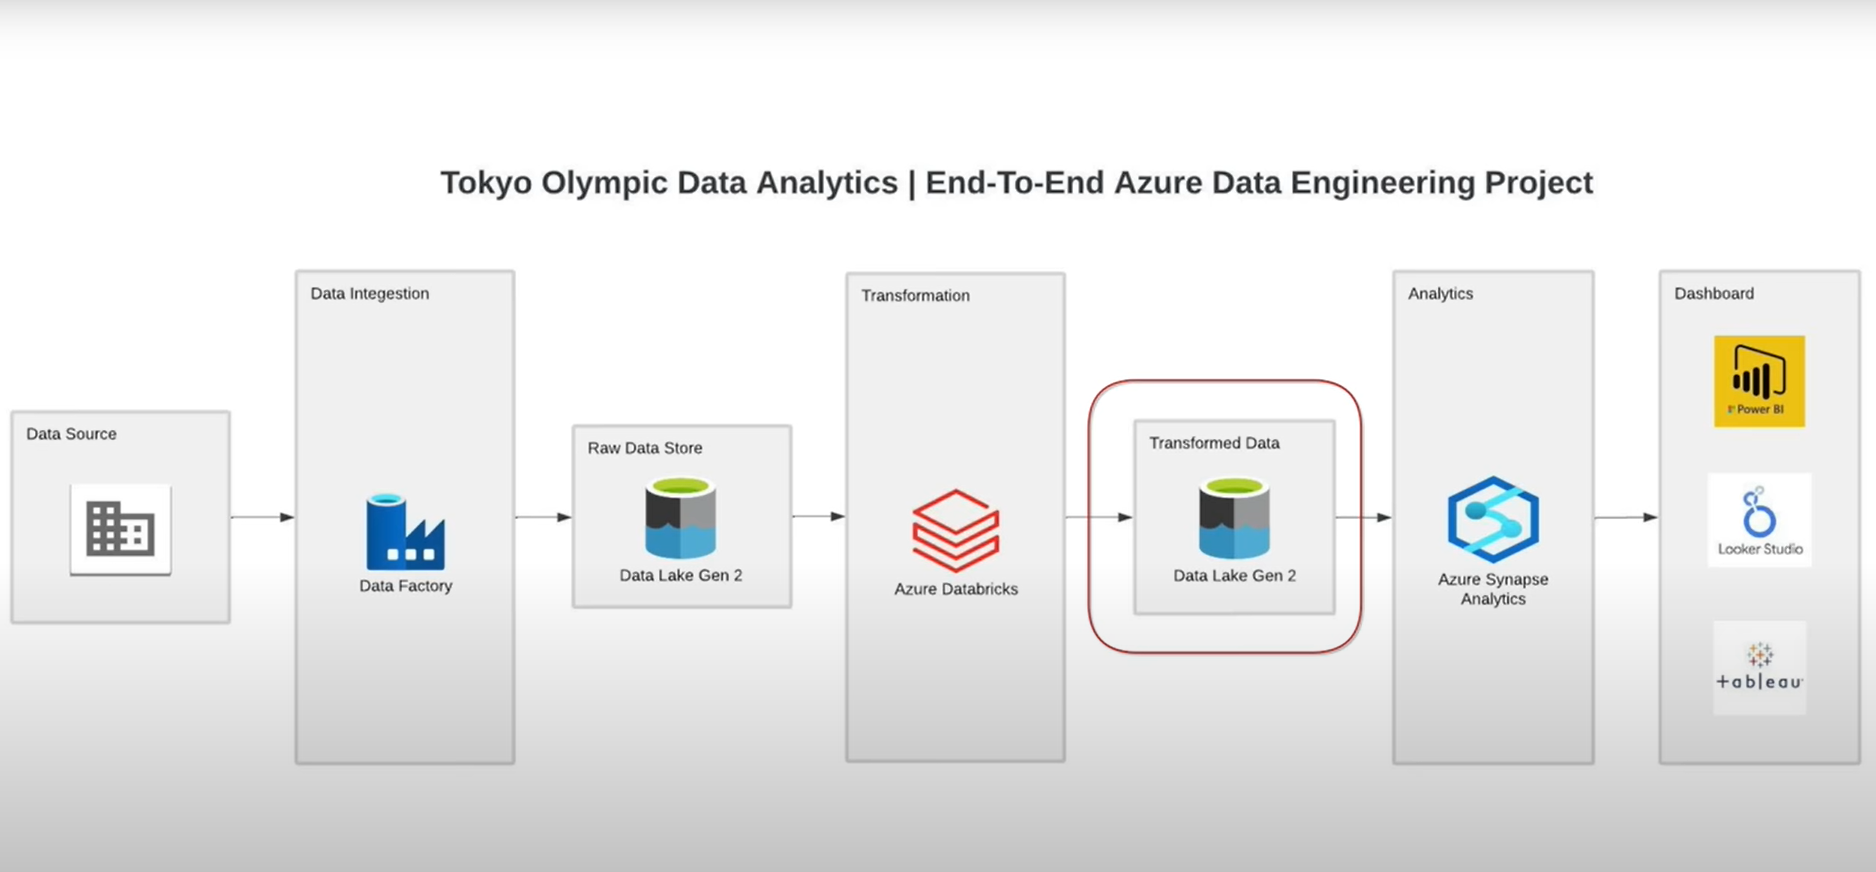 Tokyo Olympic Data Analytics | End-To-End Azure Data Engineering Project
Data Source
Data Integestion
Data Factory
Raw Data Store
Data Lake Gen 2
Transformation
Azure Databricks
Transformed Data
Data Lake Gen 2
Analytics
Azure Synapse
Analytics
Dashboard
Power BI
Looker Studio
+ableau